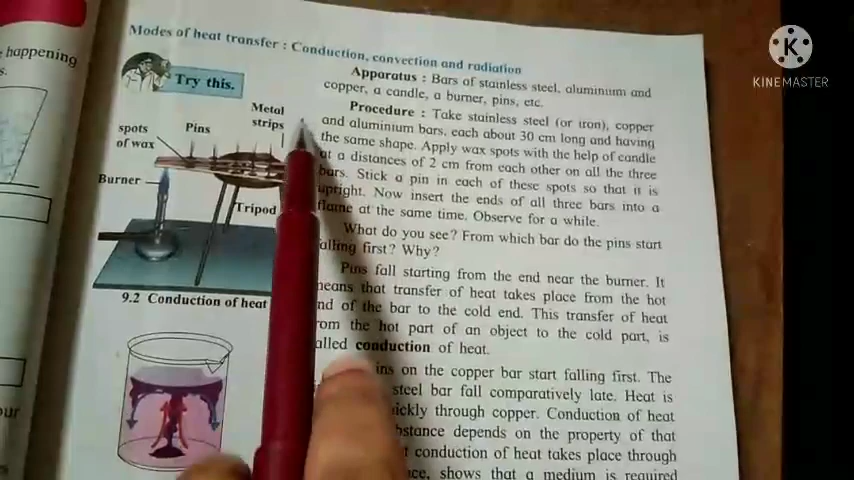 happening
s.
our
Modes of heat transfer : Conduction, convection and radiation
Try this.
Metal
strips
spots
of wax
Pins
Burner
Tripod
9.2 Conduction of heat
Apparatus : Bars of stainless steel, aluminium and
copper, a candle, a burner, pins, etc.
Procedure : Take stainless steel (or iron), copper
and aluminium bars, each about 30 cm long and having
the same shape. Apply wax spots with the help of candle
at a distances of 2 cm from each other on all the three
bars. Stick a pin in each of these spots so that it is
upright. Now insert the ends of all three bars into a
flame at the same time. Observe for a while.
What do you see? From which bar do the pins start
falling first? Why?
Pins fall starting from the end near the burner. It
means that transfer of heat takes place from the hot
end of the bar to the cold end. This transfer of heat
from the hot part of an object to the cold part, is
called conduction of heat.
ins on the copper bar start falling first. The
steel bar fall comparatively late. Heat is
ickly through copper. Conduction of heat
bstance depends on the property of that
t conduction of heat takes place through
ce, shows that a medium is required
K
KINEMASTER